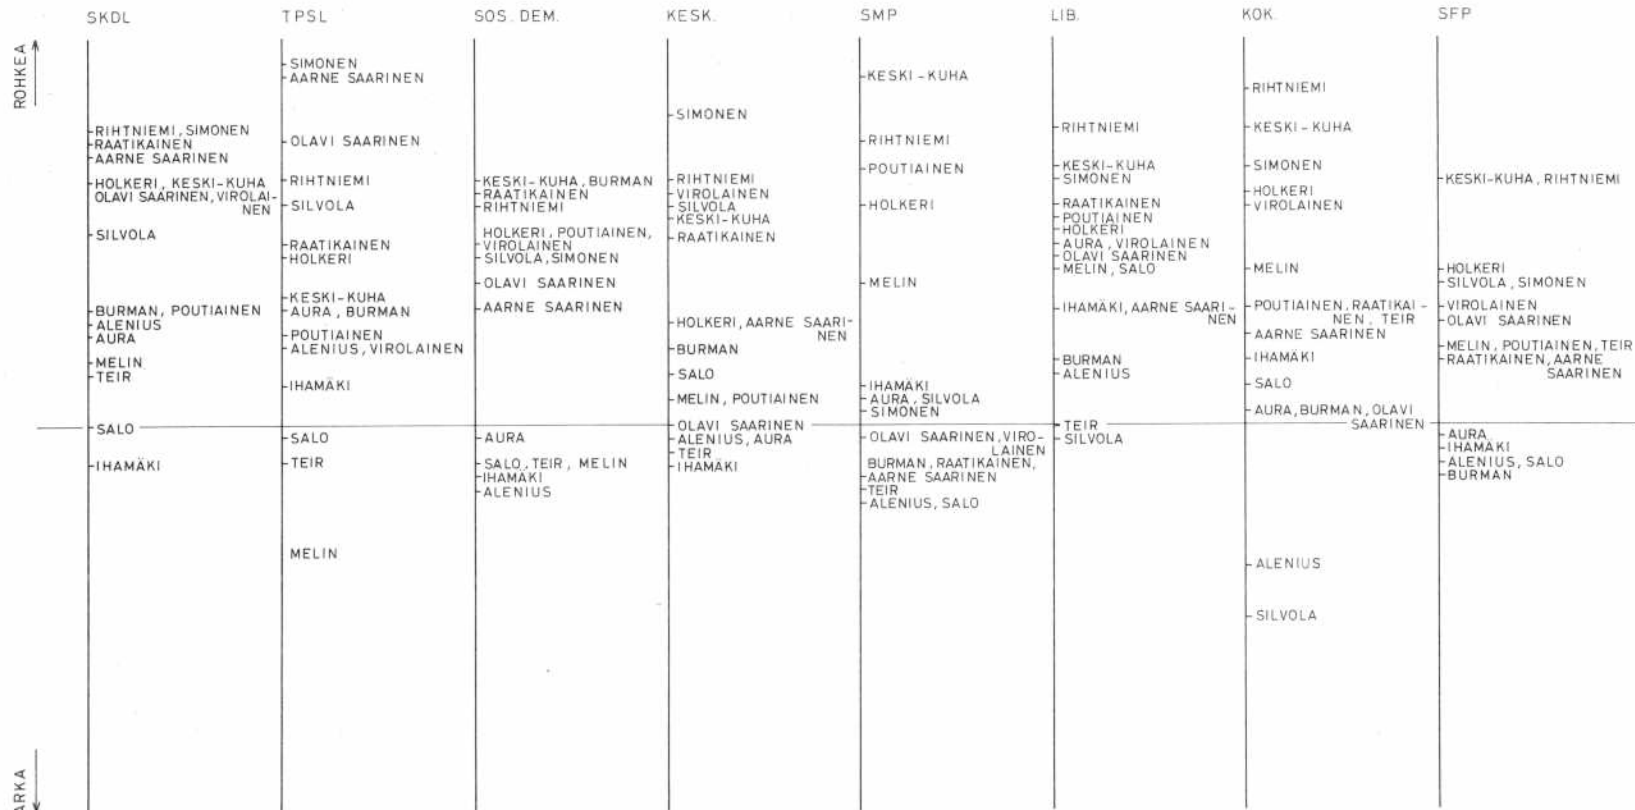 SKDL
TPSL
SOS. DEM.
KESK.
SMP
LIB.
KOK.
SFP
ROHKEA
RIHTNIEMI, SIMONEN
RAATIKAINEN
AARNE SAARINEN
HOLKERI, KESKI-KUHA
OLAVI SAARINEN, VIROLAI-
NEN
SILVOLA
BURMAN, POUTIAINEN
ALENIUS
AURA
MELIN
TEIR
SALO
IHAMÄKI
SIMONEN
AARNE SAARINEN
OLAVI SAARINEN
RIHTNIEMI
SILVOLA
RAATIKAINEN
HOLKERI
KESKI-KUHA
AURA, BURMAN
POUTIAINEN
ALENIUS, VIROLAINEN
IHAMÄKI
SALO
TEIR
MELIN
KESKI-KUHA, BURMAN
RAATIKAINEN
RIHTNIEMI
HOLKERI, POUTIAINEN,
VIROLAINEN
SILVOLA, SIMONEN
OLAVI SAARINEN
AARNE SAARINEN
AURA
SALO, TEIR, MELIN
IHAMÄKI
ALENIUS
SIMONEN
RIHTNIEMI
VIROLAINEN
SILVOLA
KESKI-KUHA
RAATIKAINEN
HOLKERI, AARNE SAARI-
NEN
BURMAN
SALO
MELIN, POUTIAINEN
OLAVI SAARINEN
ALENIUS, AURA
TEIR
IHAMÄKI
KESKI-KUHA
RIHTNIEMI
POUTIAINEN
HOLKERI
MELIN
IHAMÄKI
AURA, SILVOLA
SIMONEN
OLAVI SAARINEN, VIRO-
LAINEN
BURMAN, RAATIKAINEN,
AARNE SAARINEN
TEIR
ALENIUS, SALO
RIHTNIEMI
KESKI-KUHA
SIMONEN
RAATIKAINEN
POUTIAINEN
HOLKERI
AURA, VIROLAINEN
OLAVI SAARINEN
MELIN, SALO
IHAMÄKI, AARNE SAARI-
NEN
BURMAN
ALENIUS
TEIR
SILVOLA
RIHTNIEMI
KESKI-KUHA
SIMONEN
HOLKERI
VIROLAINEN
MELIN
POUTIAINEN, RAATIKAI-
NEN, TEIR
AARNE SAARINEN
IHAMÄKI
SALO
AURA, BURMAN, OLAVI
SAARINEN
ALENIUS
SILVOLA
KESKI-KUHA, RIHTNIEMI
HOLKERI
SILVOLA, SIMONEN
VIROLAINEN
OLAVI SAARINEN
MELIN, POUTIAINEN, TEIR
RAATIKAINEN, AARNE
SAARINEN
AURA
IHAMÄKI
ALENIUS, SALO
BURMAN
ARKA